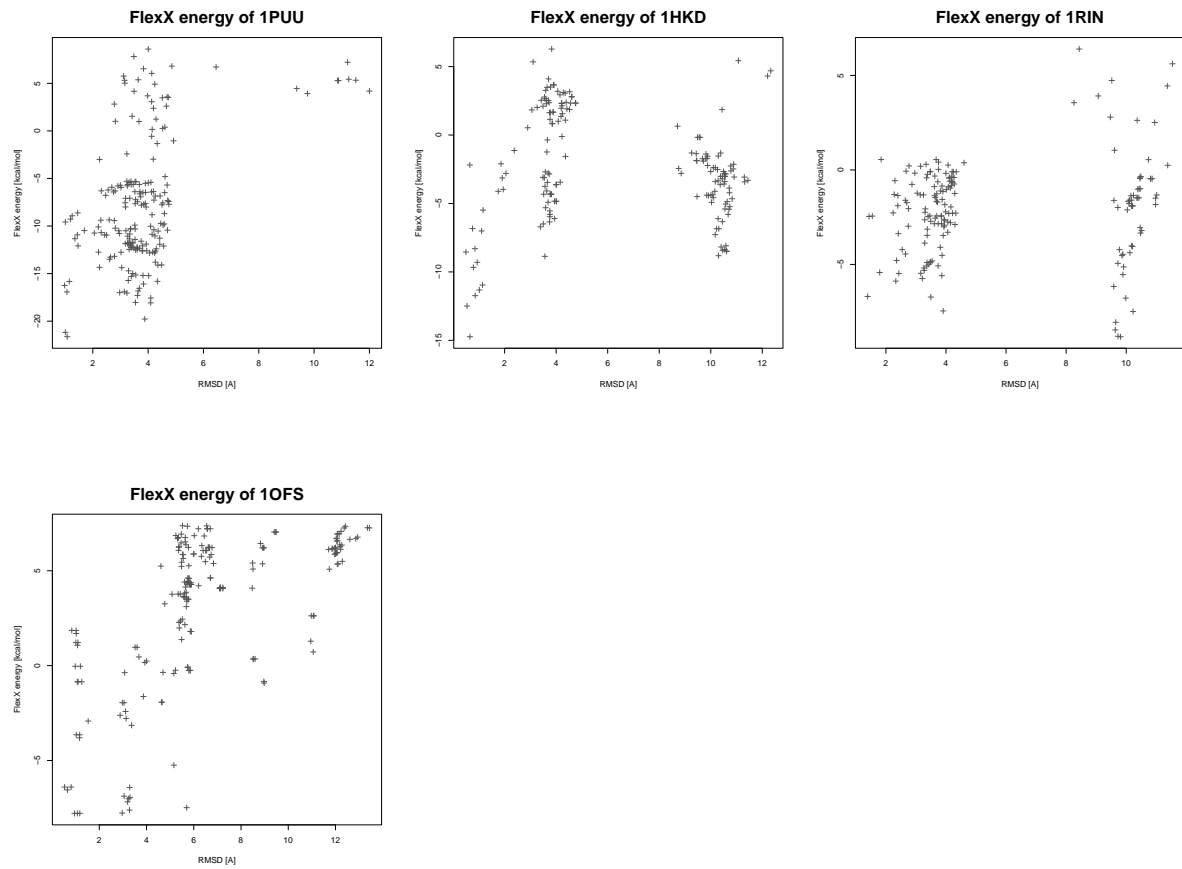 FlexX energy of 1PUU
FlexX energy [kcal/mol]
5
0
−5
−10
−15
−20
2 4 6 8 10 12
RMSD [A]
FlexX energy of 1HKD
FlexX energy [kcal/mol]
5
0
−5
−10
−15
2 4 6 8 10 12
RMSD [A]
FlexX energy of 1RIN
FlexX energy [kcal/mol]
5
0
−5
2 4 6 8 10
RMSD [A]
FlexX energy of 1OFS
FlexX energy [kcal/mol]
5
0
−5
2 4 6 8 10 12
RMSD [A]